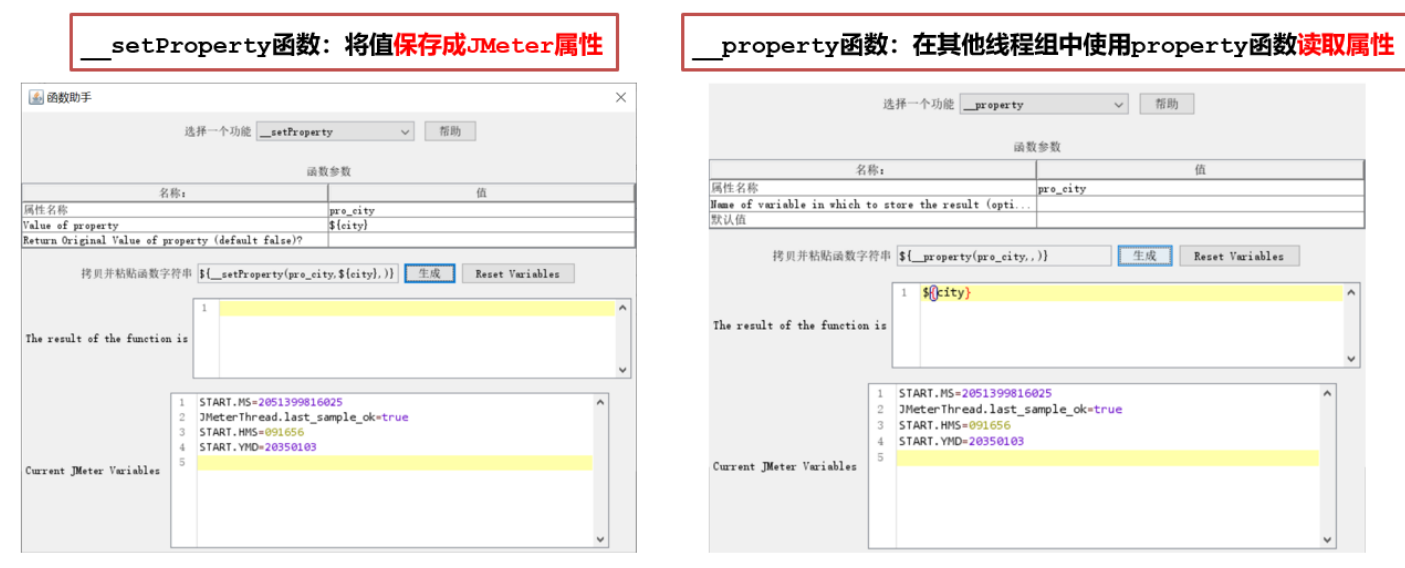 __setProperty函数：将值保存成JMeter属性
函数助手
选择一个功能 __setProperty 帮助
函数参数
名称: 值
属性名称 pro_city
Value of property ${city}
Return Original Value of property (default false)?
拷贝并粘贴函数字符串 ${__setProperty(pro_city,${city},)} 生成 Reset Variables
1
The result of the function is
1 START.MS=2051399816025
2 JMeterThread.last_sample_ok=true
3 START.HMS=091656
4 START.YMD=20350103
5
Current JMeter Variables
__property函数：在其他线程组中使用property函数读取属性
选择一个功能 __property 帮助
函数参数
名称: 值
属性名称 pro_city
Name of variable in which to store the result (opti...
默认值
拷贝并粘贴函数字符串 ${__property(pro_city,,)} 生成 Reset Variables
1 ${city}
The result of the function is
1 START.MS=2051399816025
2 JMeterThread.last_sample_ok=true
3 START.HMS=091656
4 START.YMD=20350103
5
Current JMeter Variables